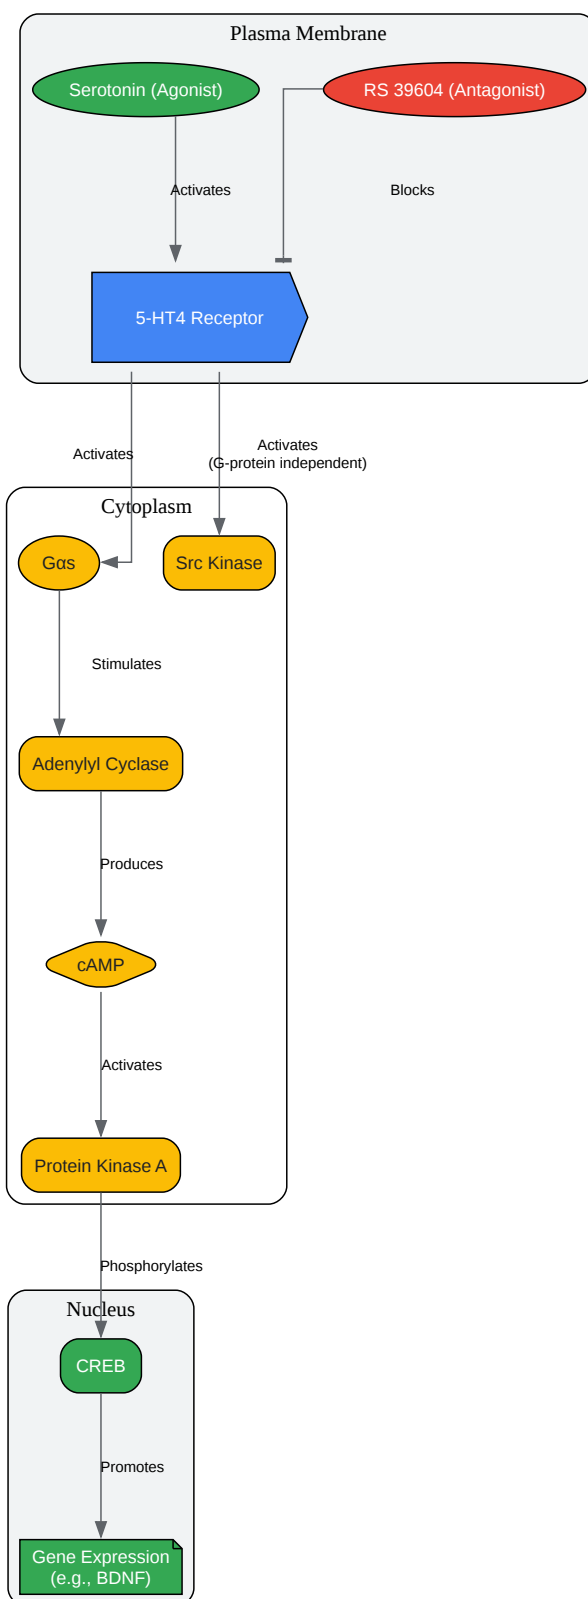 Plasma Membrane
Serotonin (Agonist)
RS 39604 (Antagonist)
Activates
Blocks
5-HT4 Receptor
Activates
Activates
(G-protein independent)
Cytoplasm
Gαs
Src Kinase
Stimulates
Adenylyl Cyclase
Produces
cAMP
Activates
Protein Kinase A
Phosphorylates
Nucleus
CREB
Promotes
Gene Expression
(e.g., BDNF)